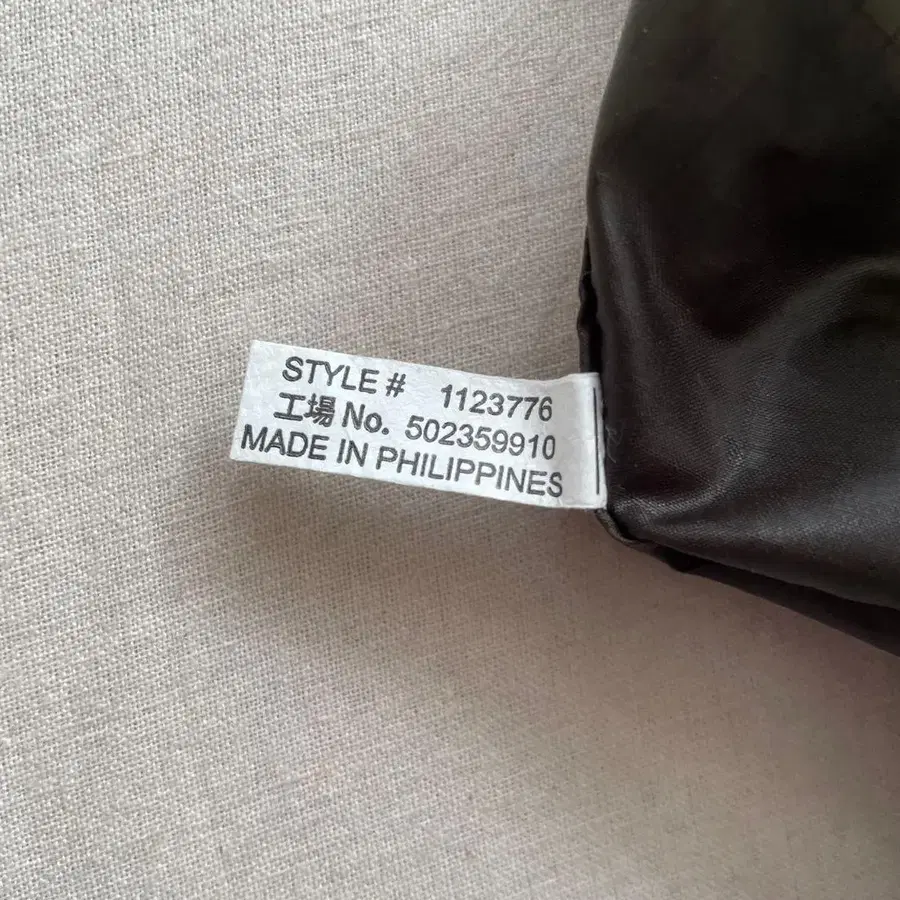 STYLE # 1123776
工場 No. 502359910
MADE IN PHILIPPINES